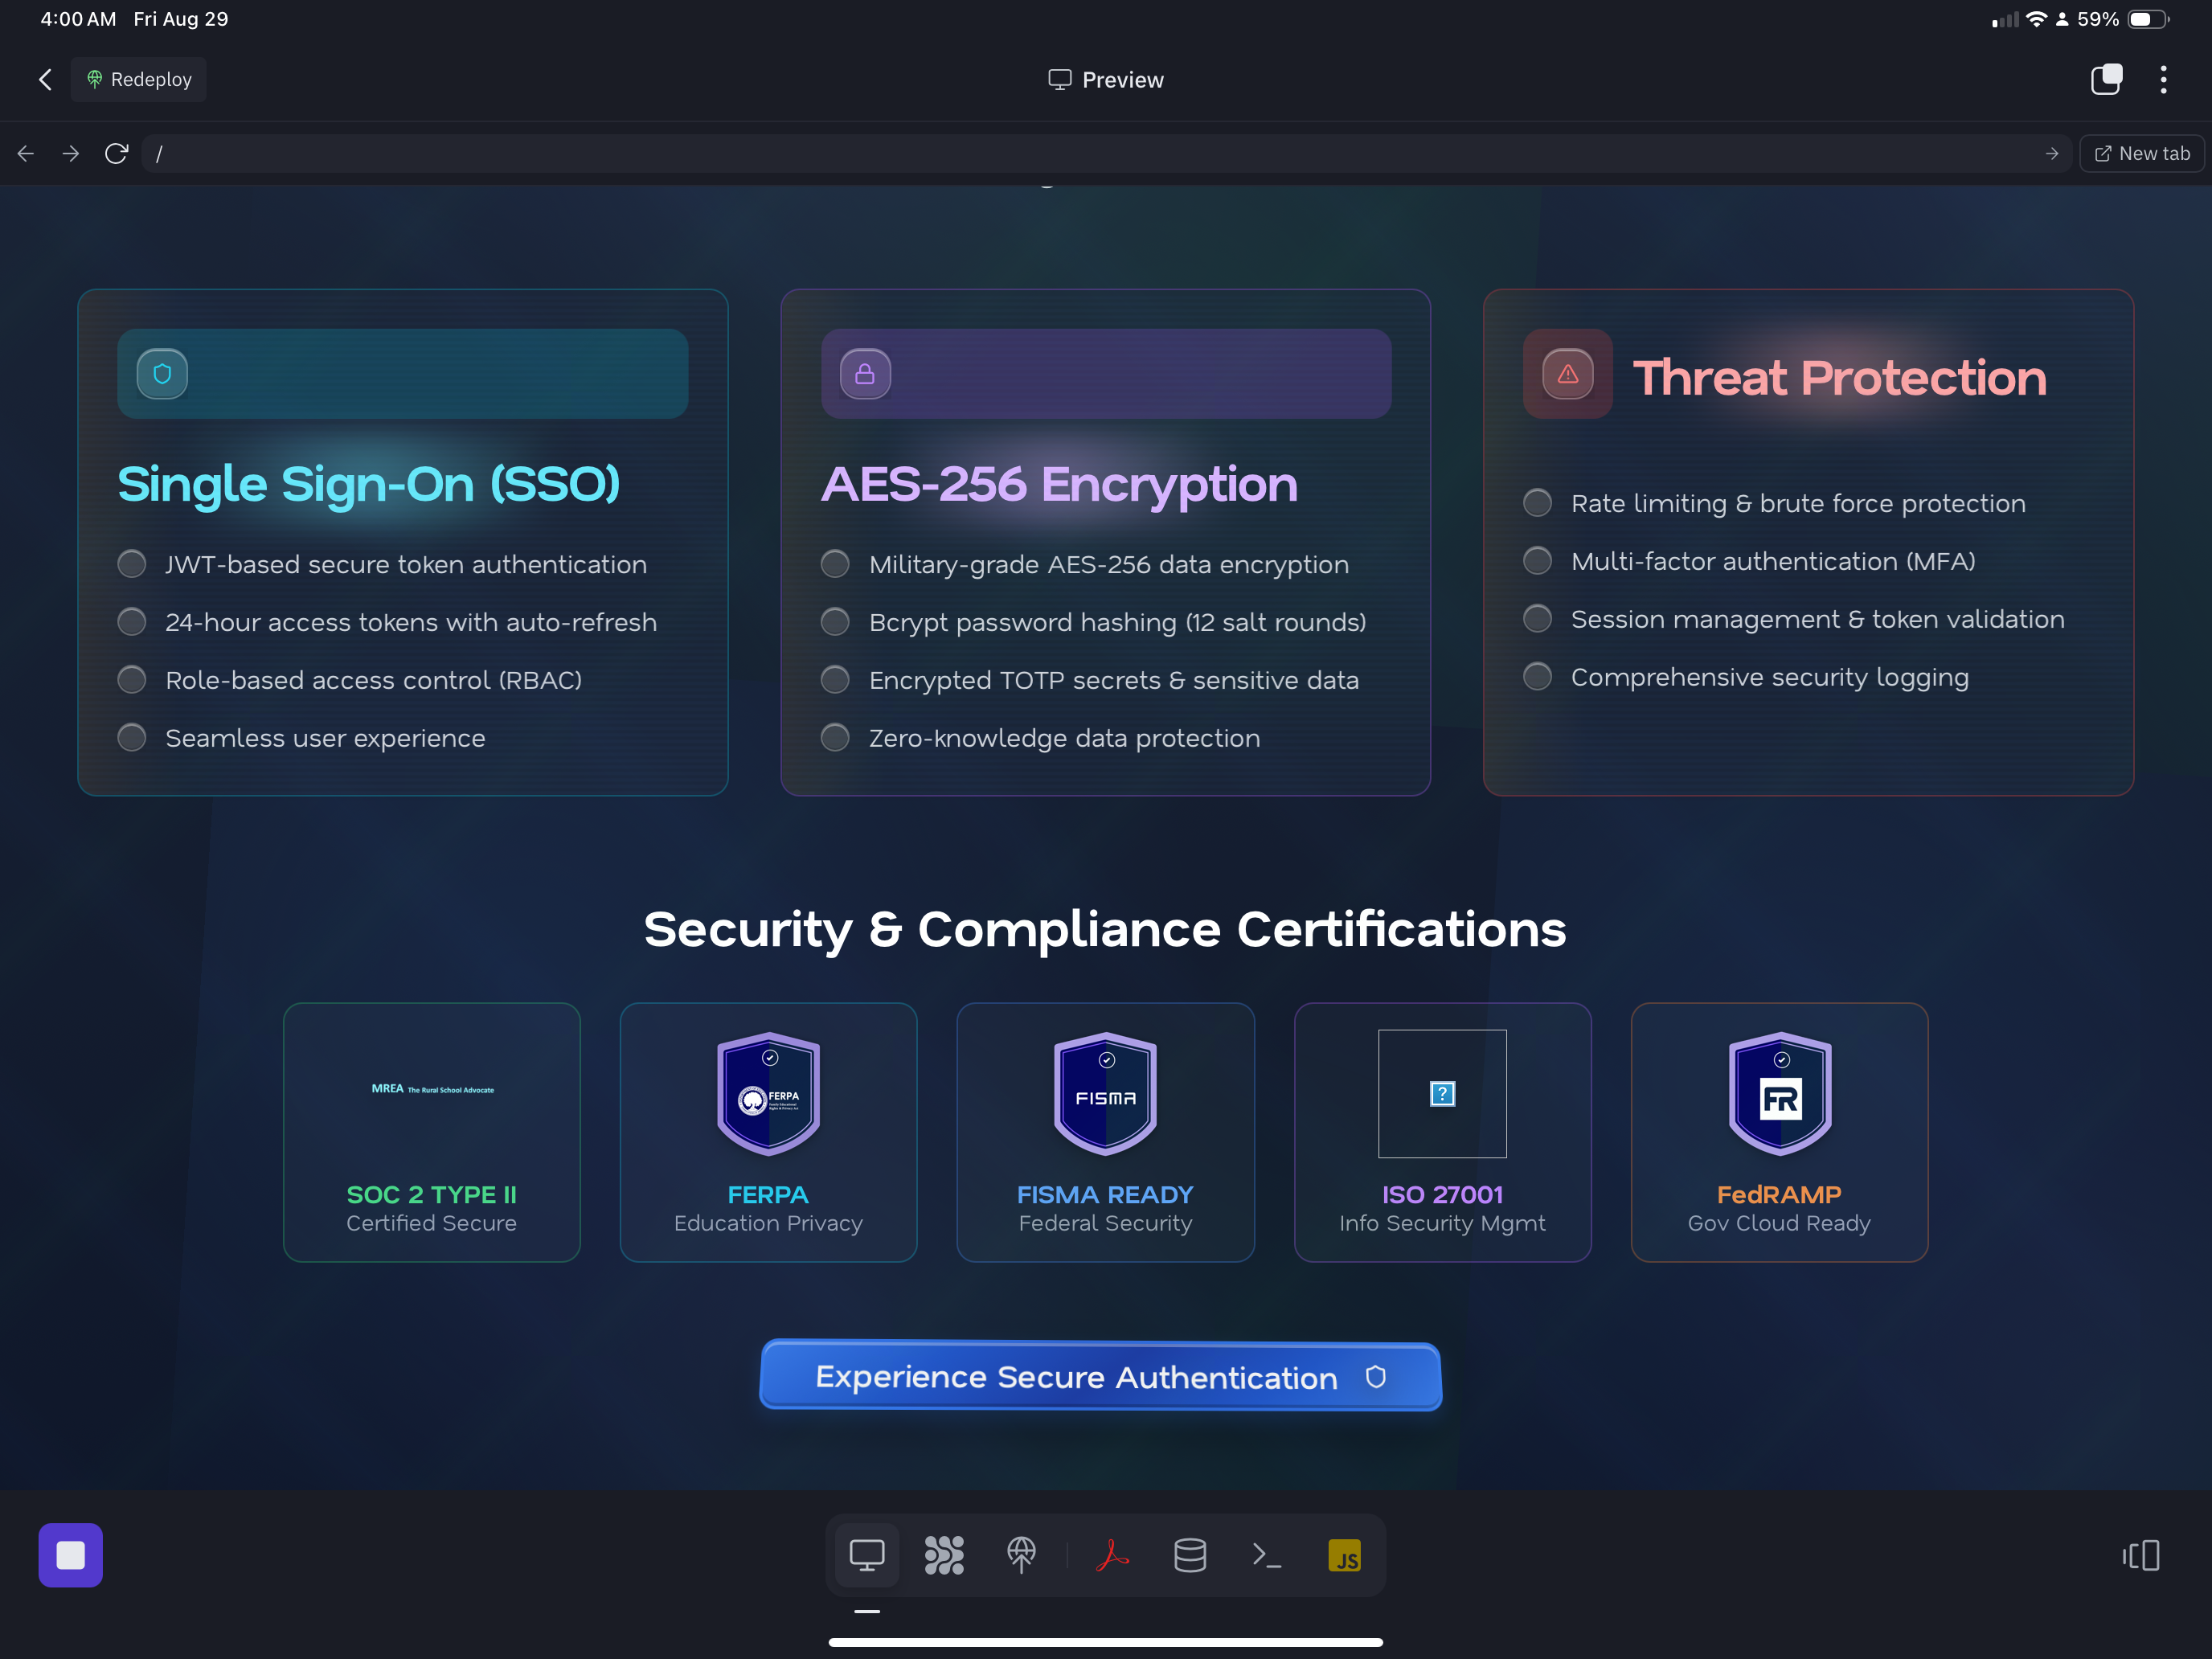 4:00 AM Fri Aug 29
59%
Redeploy
Preview
/
New tab
Single Sign-On (SSO)
JWT-based secure token authentication
24-hour access tokens with auto-refresh
Role-based access control (RBAC)
Seamless user experience
AES-256 Encryption
Military-grade AES-256 data encryption
Bcrypt password hashing (12 salt rounds)
Encrypted TOTP secrets & sensitive data
Zero-knowledge data protection
Threat Protection
Rate limiting & brute force protection
Multi-factor authentication (MFA)
Session management & token validation
Comprehensive security logging
Security & Compliance Certifications
MREA The Rural School Advocate
SOC 2 TYPE II
Certified Secure
FERPA
Family Educational
Rights & Privacy Act
FERPA
Education Privacy
FISMA
FISMA READY
Federal Security
?
ISO 27001
Info Security Mgmt
FR
FedRAMP
Gov Cloud Ready
Experience Secure Authentication
JS